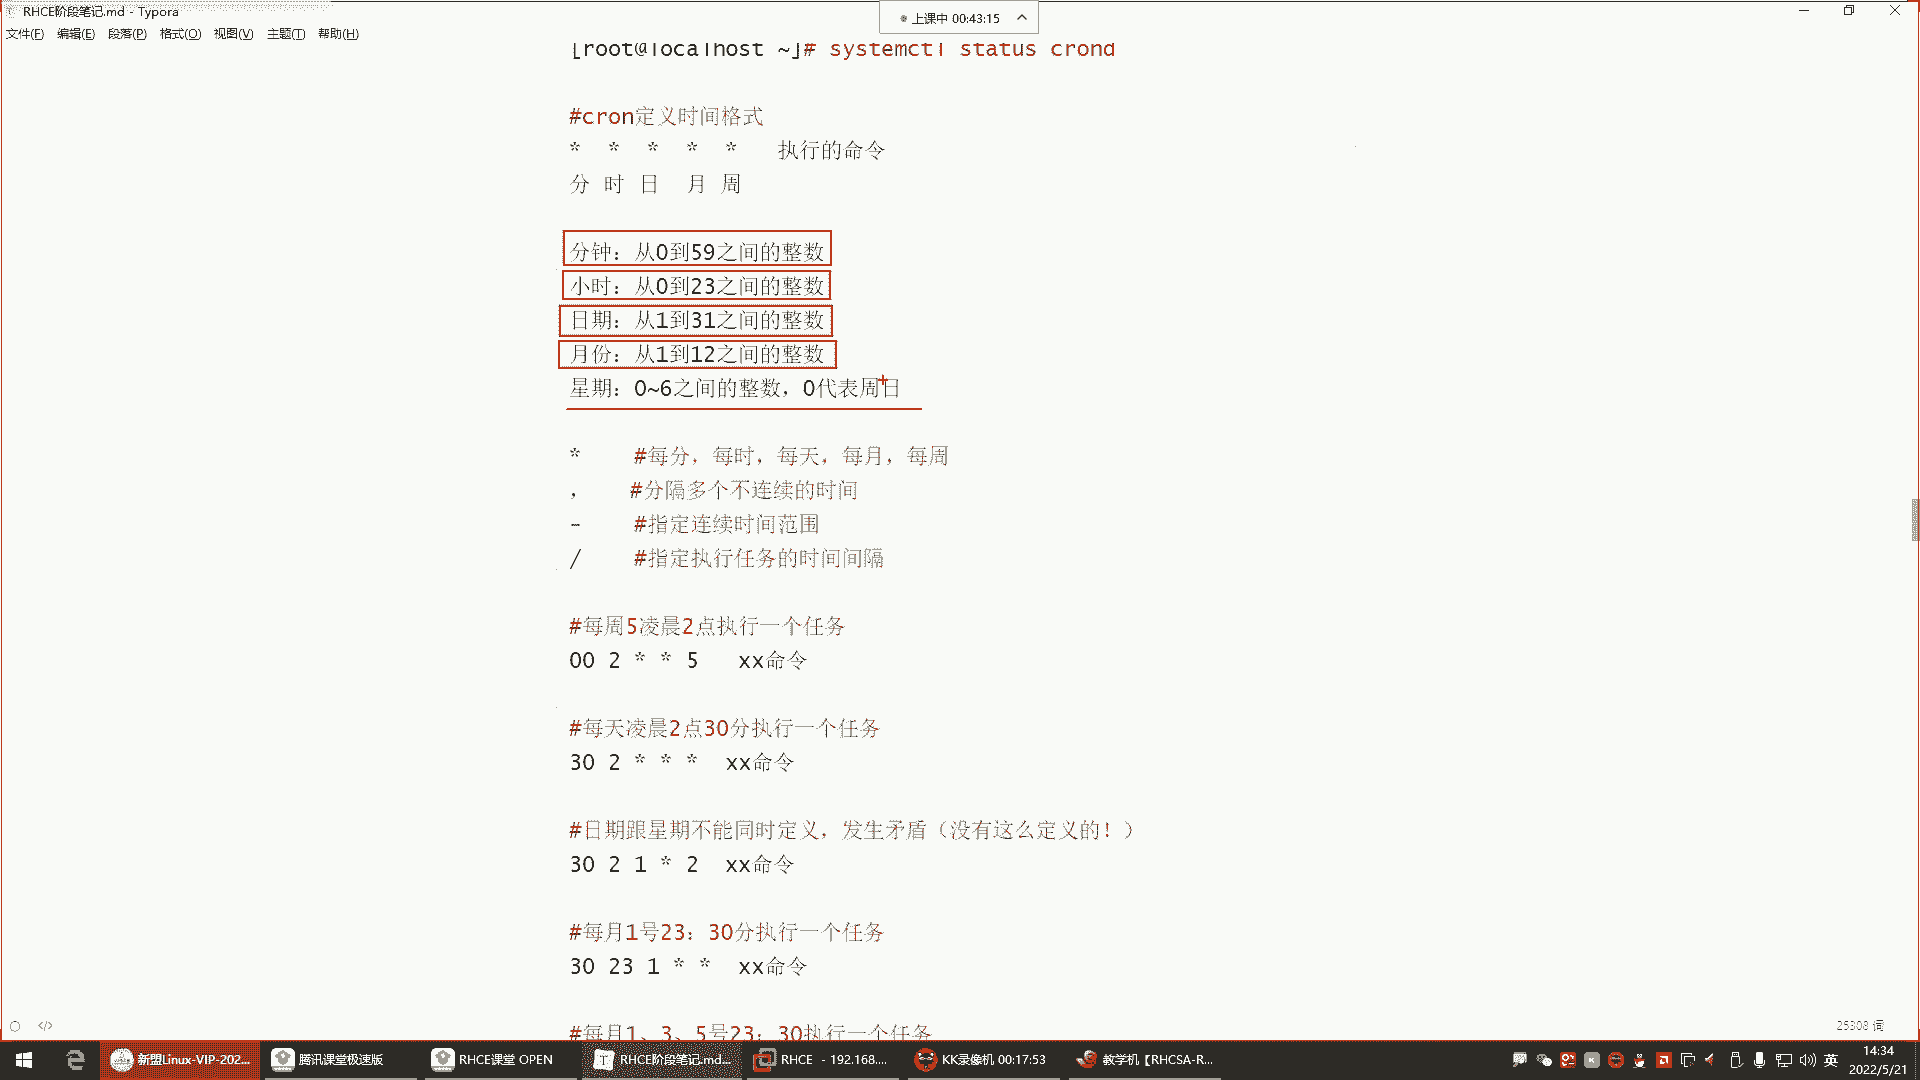 RHCE阶段笔记.md - Typora
上课中 00:43:15
文件(F) 编辑(E) 段落(P) 格式(O) 视图(V) 主题(T) 帮助(H)
[root@localhost ~]# systemctl status crond
#cron定义时间格式
* * * * * 执行的命令
分 时 日 月 周
分钟：从0到59之间的整数
小时：从0到23之间的整数
日期：从1到31之间的整数
月份：从1到12之间的整数
星期：0~6之间的整数，0代表周日
* #每分，每时，每天，每月，每周
， #分隔多个不连续的时间
- #指定连续时间范围
/ #指定执行任务的时间间隔
#每周5凌晨2点执行一个任务
00 2 * * 5 xx命令
#每天凌晨2点30分执行一个任务
30 2 * * * xx命令
#日期跟星期不能同时定义，发生矛盾（没有这么定义的！）
30 2 1 * 2 xx命令
#每月1号23：30分执行一个任务
30 23 1 * * xx命令
#每月1、3、5号23：30执行一个任务
25308 词
新盟Linux-VIP-202... 腾讯课堂极速版 RHCE课堂 OPEN RHCE阶段笔记.md... RHCE - 192.168.... KK录像机 00:17:53 教学机【RHCSA-R... 英 14:34
2022/5/21